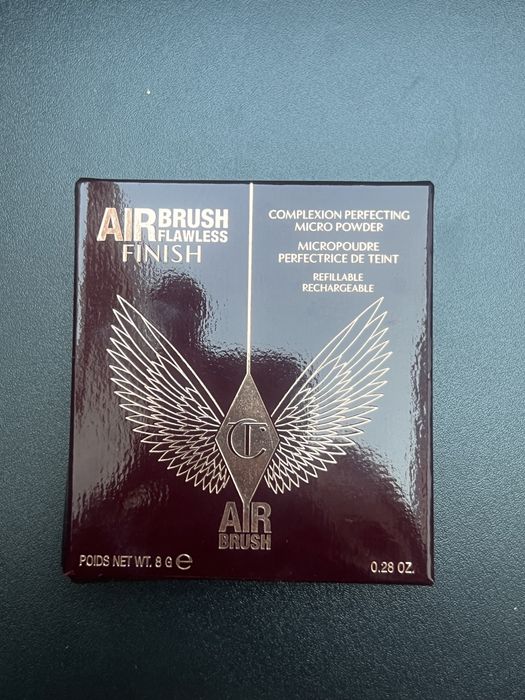 AIRBRUSH
FLAWLESS
FINISH
COMPLEXION PERFECTING
MICRO POWDER
MICROPOUDRE
PERFECTRICE DE TEINT
REFILLABLE
RECHARGEABLE
CT
AIR
BRUSH
POIDS NET WT. 8 G ℮
0.28 OZ.